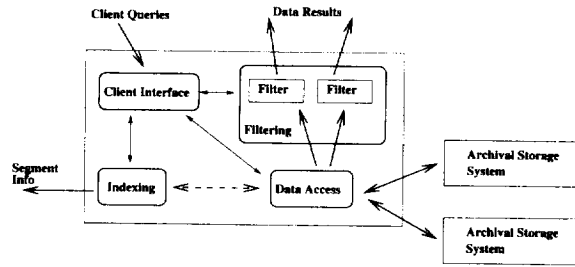 Client Queries
Data Results
Client Interface
Filter
Filter
Filtering
Segment
Info
Indexing
Data Access
Archival Storage
System
Archival Storage
System